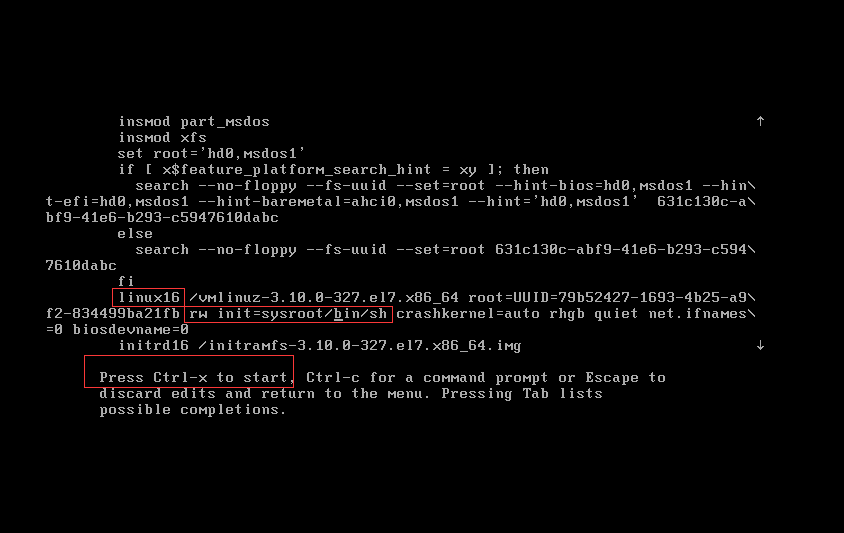 insmod part_msdos
insmod xfs
set root='hd0,msdos1'
if [ x$feature_platform_search_hint = xy ]; then
search --no-floppy --fs-uuid --set=root --hint-bios=hd0,msdos1 --hin\
t-efi=hd0,msdos1 --hint-baremetal=ahci0,msdos1 --hint='hd0,msdos1'  631c130c-a\
bf9-41e6-b293-c5947610dabc
else
search --no-floppy --fs-uuid --set=root 631c130c-abf9-41e6-b293-c594\
7610dabc
fi
linux16 /vmlinuz-3.10.0-327.el7.x86_64 root=UUID=79b52427-1693-4b25-a9\
f2-834499ba21fb rw init=sysroot/bin/sh crashkernel=auto rhgb quiet net.ifnames\
=0 biosdevname=0
initrd16 /initramfs-3.10.0-327.el7.x86_64.img
Press Ctrl-x to start, Ctrl-c for a command prompt or Escape to
discard edits and return to the menu. Pressing Tab lists
possible completions.